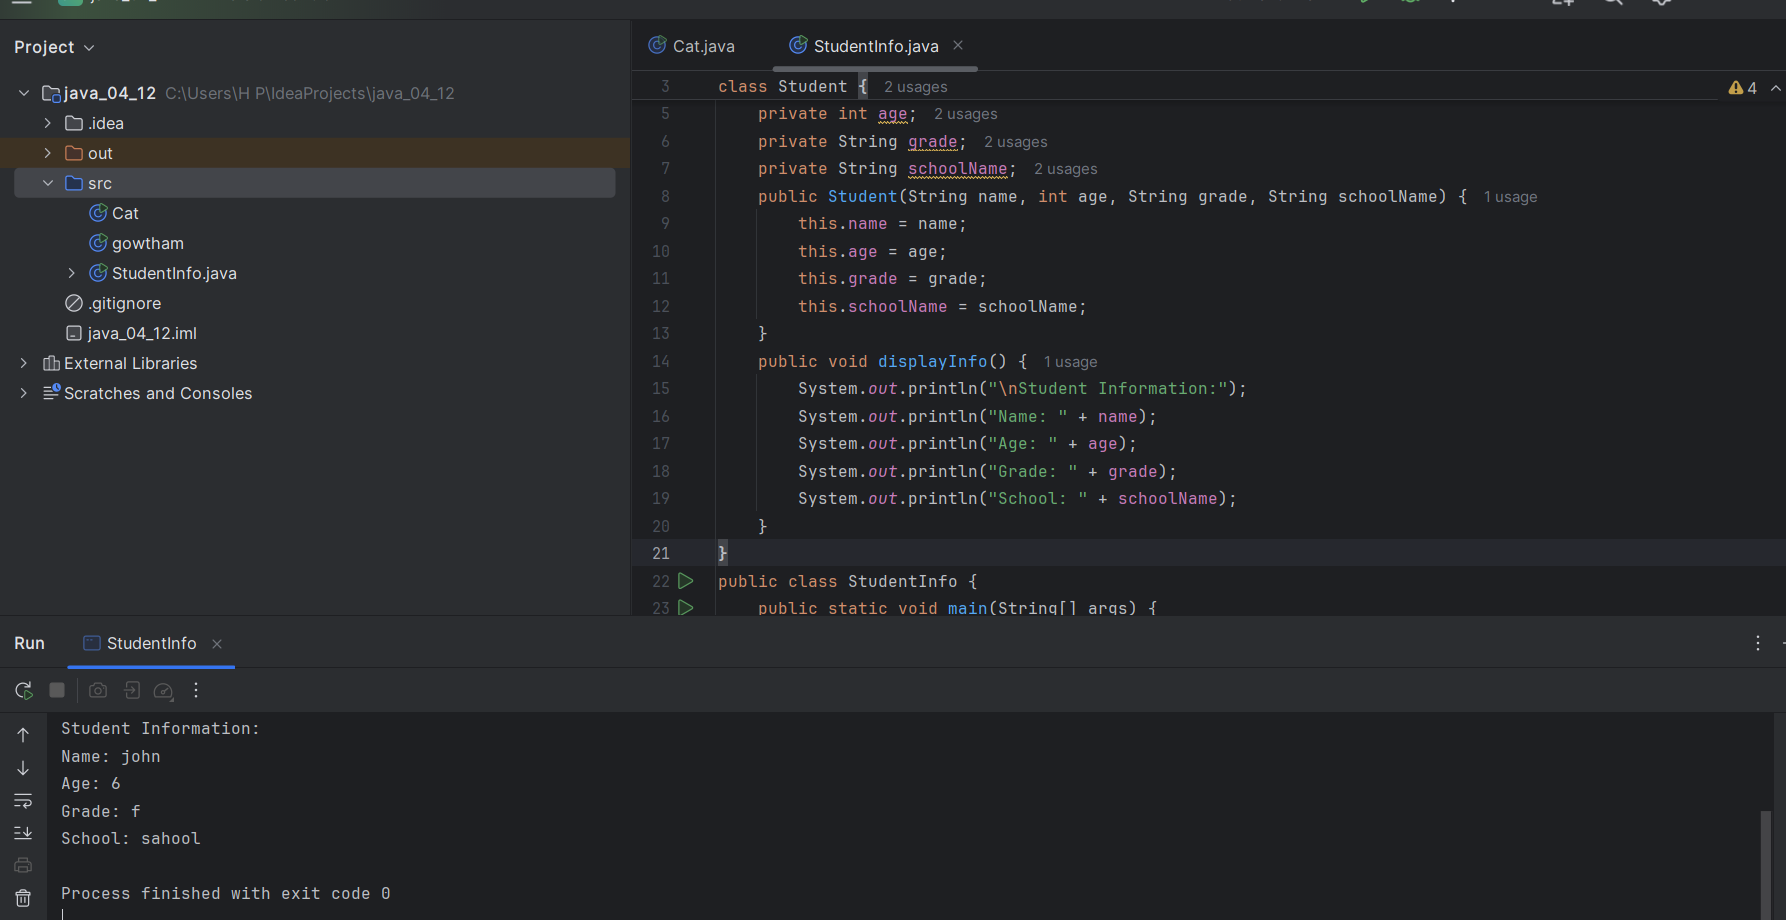 Project
java_04_12 C:\Users\H P\IdeaProjects\java_04_12
.idea
out
src
Cat
gowtham
StudentInfo.java
.gitignore
java_04_12.iml
External Libraries
Scratches and Consoles
Cat.java
StudentInfo.java
3 class Student { 2 usages
4
5 private int age; 2 usages
6 private String grade; 2 usages
7 private String schoolName; 2 usages
8 public Student(String name, int age, String grade, String schoolName) { 1 usage
9 this.name = name;
10 this.age = age;
11 this.grade = grade;
12 this.schoolName = schoolName;
13 }
14 public void displayInfo() { 1 usage
15 System.out.println("\nStudent Information:");
16 System.out.println("Name: " + name);
17 System.out.println("Age: " + age);
18 System.out.println("Grade: " + grade);
19 System.out.println("School: " + schoolName);
20 }
21 }
22 public class StudentInfo {
23 public static void main(String[] args) {
Run
StudentInfo
Student Information:
Name: john
Age: 6
Grade: f
School: sahool
Process finished with exit code 0